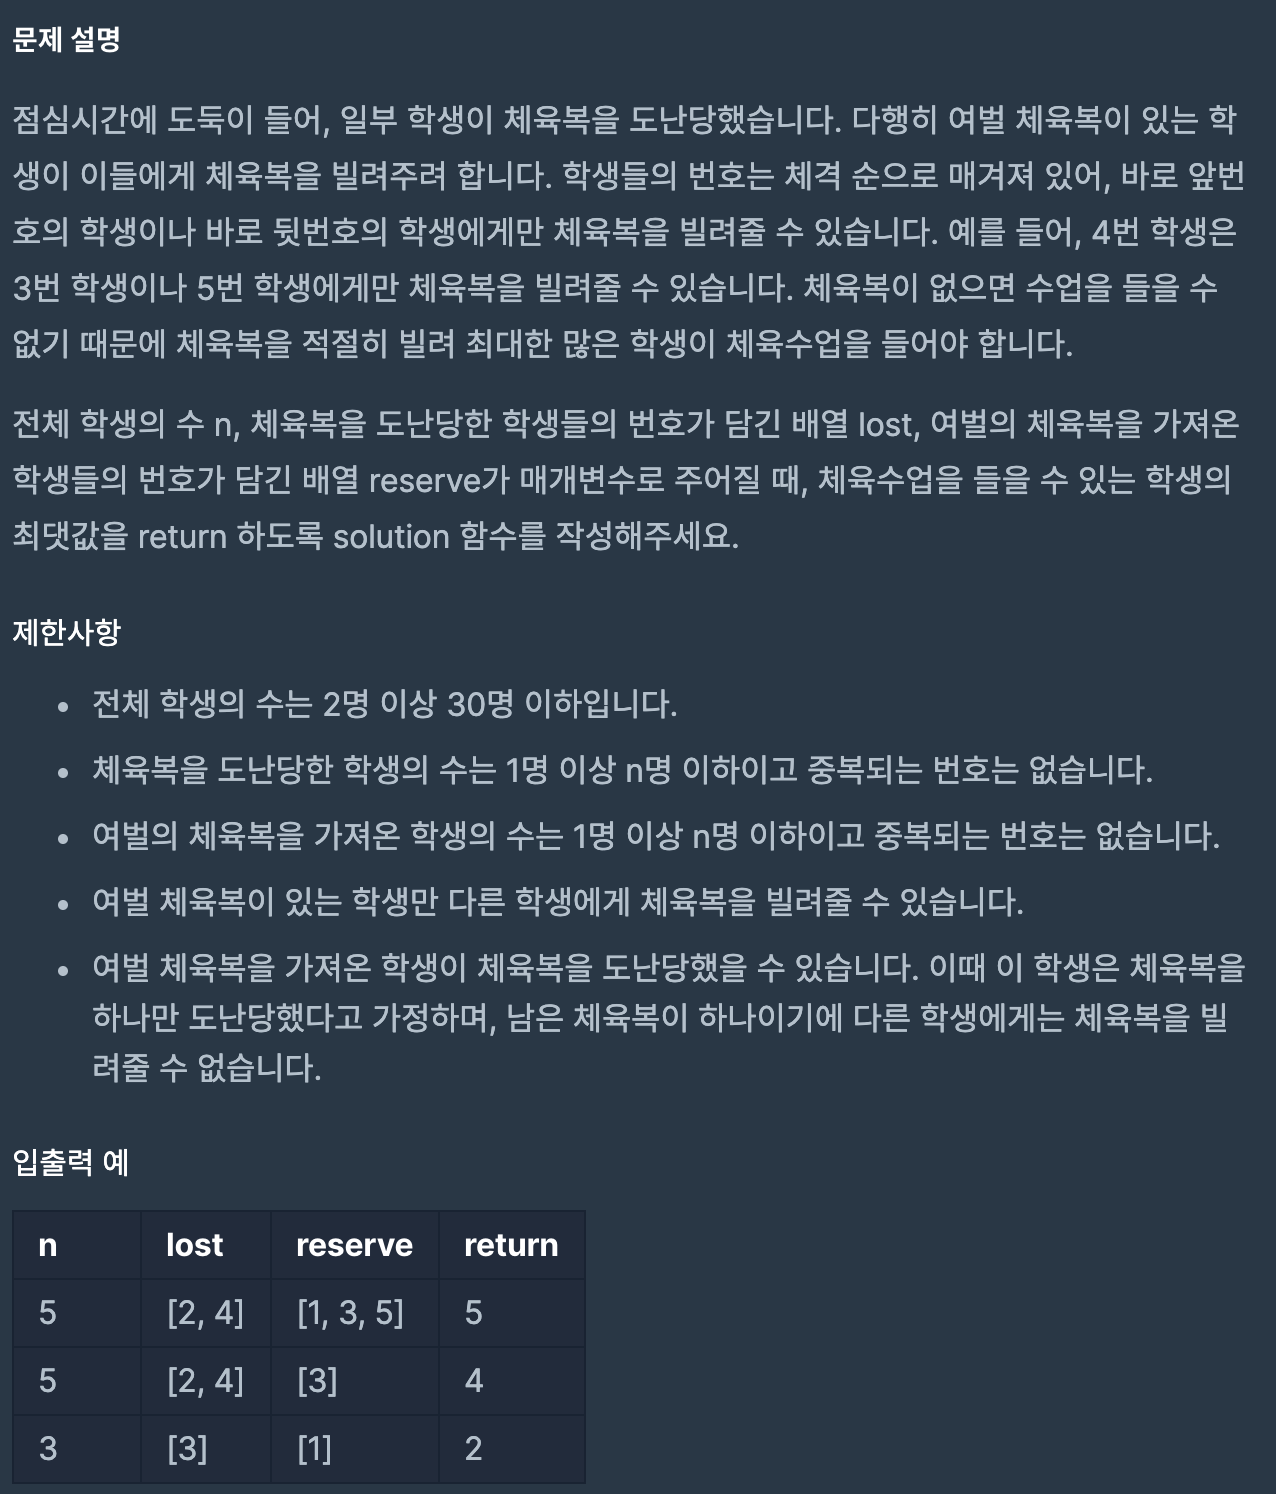 문제 설명
점심시간에 도둑이 들어, 일부 학생이 체육복을 도난당했습니다. 다행히 여벌 체육복이 있는 학
생이 이들에게 체육복을 빌려주려 합니다. 학생들의 번호는 체격 순으로 매겨져 있어, 바로 앞번
호의 학생이나 바로 뒷번호의 학생에게만 체육복을 빌려줄 수 있습니다. 예를 들어, 4번 학생은
3번 학생이나 5번 학생에게만 체육복을 빌려줄 수 있습니다. 체육복이 없으면 수업을 들을 수
없기 때문에 체육복을 적절히 빌려 최대한 많은 학생이 체육수업을 들어야 합니다.
전체 학생의 수 n, 체육복을 도난당한 학생들의 번호가 담긴 배열 lost, 여벌의 체육복을 가져온
학생들의 번호가 담긴 배열 reserve가 매개변수로 주어질 때, 체육수업을 들을 수 있는 학생의
최댓값을 return 하도록 solution 함수를 작성해주세요.
제한사항
• 전체 학생의 수는 2명 이상 30명 이하입니다.
• 체육복을 도난당한 학생의 수는 1명 이상 n명 이하이고 중복되는 번호는 없습니다.
• 여벌의 체육복을 가져온 학생의 수는 1명 이상 n명 이하이고 중복되는 번호는 없습니다.
• 여벌 체육복이 있는 학생만 다른 학생에게 체육복을 빌려줄 수 있습니다.
• 여벌 체육복을 가져온 학생이 체육복을 도난당했을 수 있습니다. 이때 이 학생은 체육복을
하나만 도난당했다고 가정하며, 남은 체육복이 하나이기에 다른 학생에게는 체육복을 빌
려줄 수 없습니다.
입출력 예
n lost reserve return
5 [2, 4] [1, 3, 5] 5
5 [2, 4] [3] 4
3 [3] [1] 2